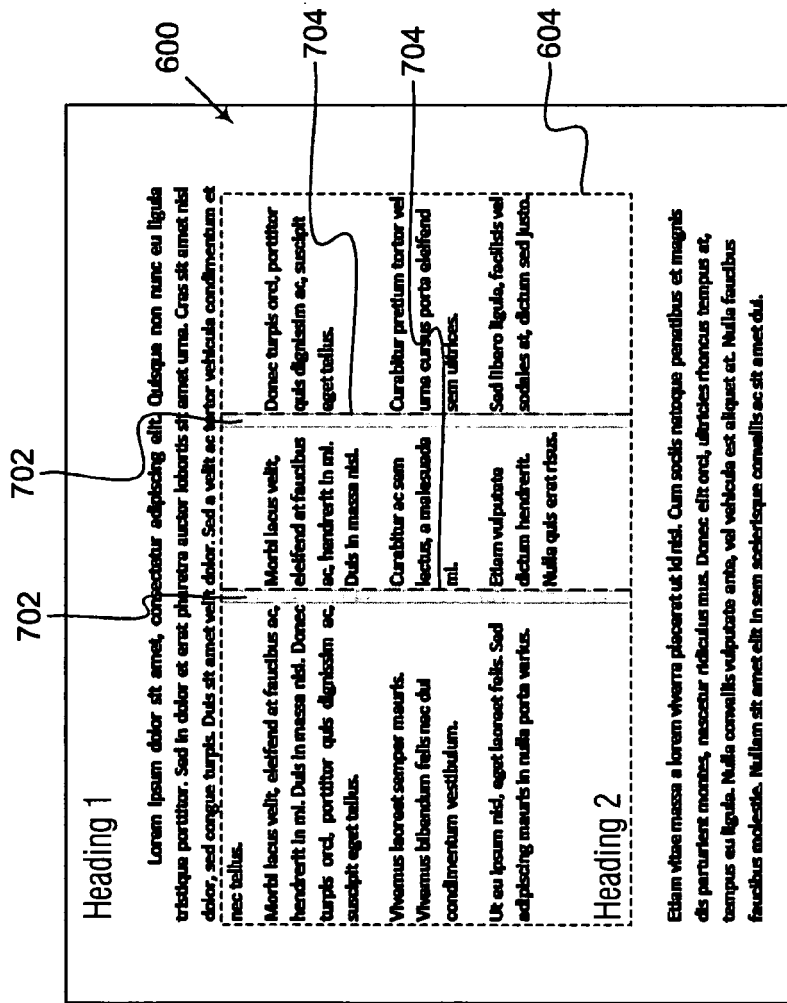 Heading 1
Lorem ipsum dolor sit amet, consectetur adipiscing elit. Quisque non nunc eu ligula
tristique porttitor. Sed in dolor et erat pharetra auctor lobortis sit amet urna. Cras sit amet nisl
dolor, sed congue turpis. Duis sit amet velit dolor. Sed a velit ac tortor vehicula condimentum et
nec tellus.
Morbi lacus velit, eleifend at faucibus ac,
hendrerit in mi. Duis in massa nisl. Donec
turpis orci, porttitor quis dignissim ac,
suscipit eget tellus.
Morbi lacus velit,
eleifend at faucibus
ac, hendrerit in mi.
Duis in massa nisl.
Donec turpis orci, porttitor
quis dignissim ac, suscipit
eget tellus.
Vivamus laoreet semper mauris.
Vivamus bibendum felis nec dui
condimentum vestibulum.
Curabitur ac sem
lectus, a malesuada
mi.
Curabitur pretium tortor vel
urna cursus porta eleifend
sem ultrices.
Ut eu ipsum nisl, eget laoreet felis. Sed
adipiscing mauris in nulla porta varius.
Etiam vulputate
dictum hendrerit.
Nulla quis erat risus.
Sed libero ligula, facilisis vel
sodales at, dictum sed justo.
Heading 2
Etiam vitae massa a lorem viverra placerat ut id nisl. Cum sociis natoque penatibus et magnis
dis parturient montes, nascetur ridiculus mus. Donec elit orci, ultricies rhoncus tempus at,
tempus eu ligula. Nulla convallis vulputate ante, vel vehicula est aliquet at. Nulla faucibus
faucibus molestie. Nullam sit amet elit in sem scelerisque convallis ac sit amet dui.
702
702
600
704
704
604